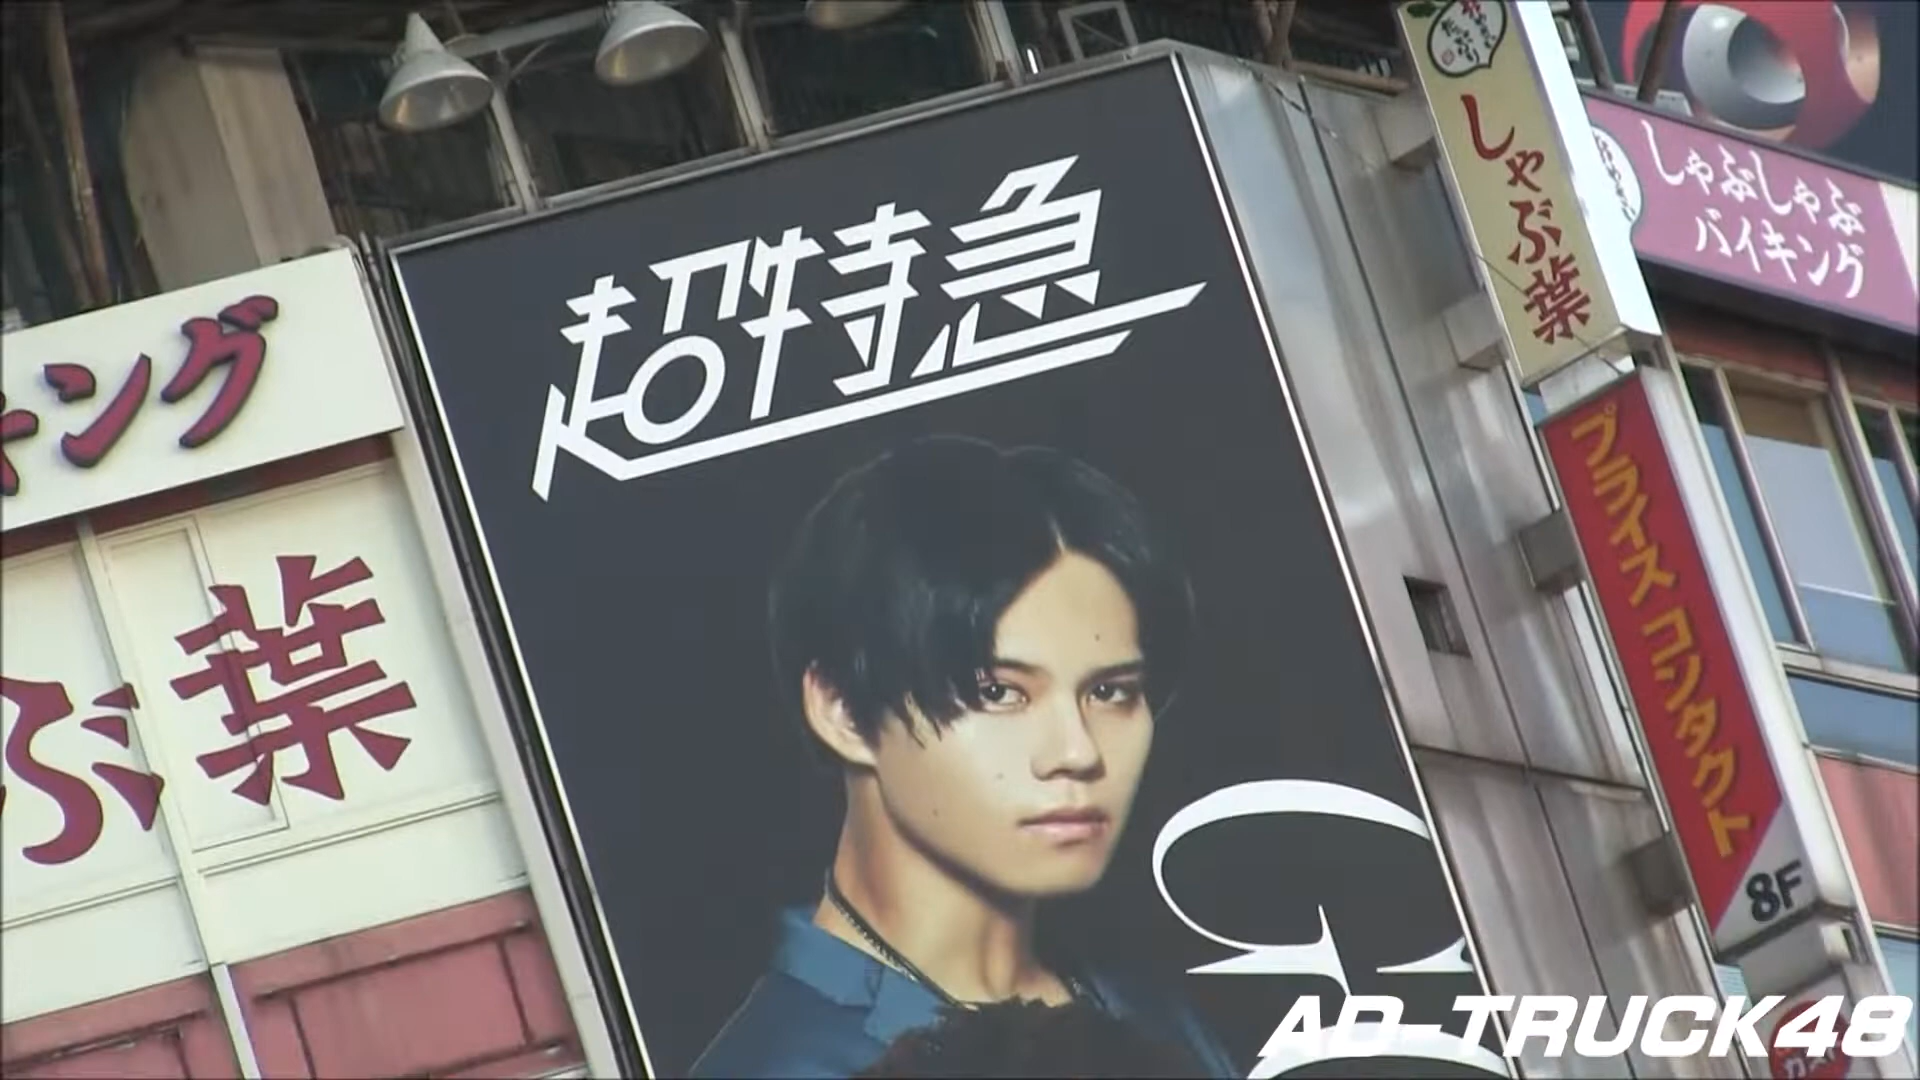 超特急
キング
ぶ葉
G
しゃぶ葉
しゃぶしゃぶ
バイキング
プライスコンタクト
8F
AD-TRUCK48